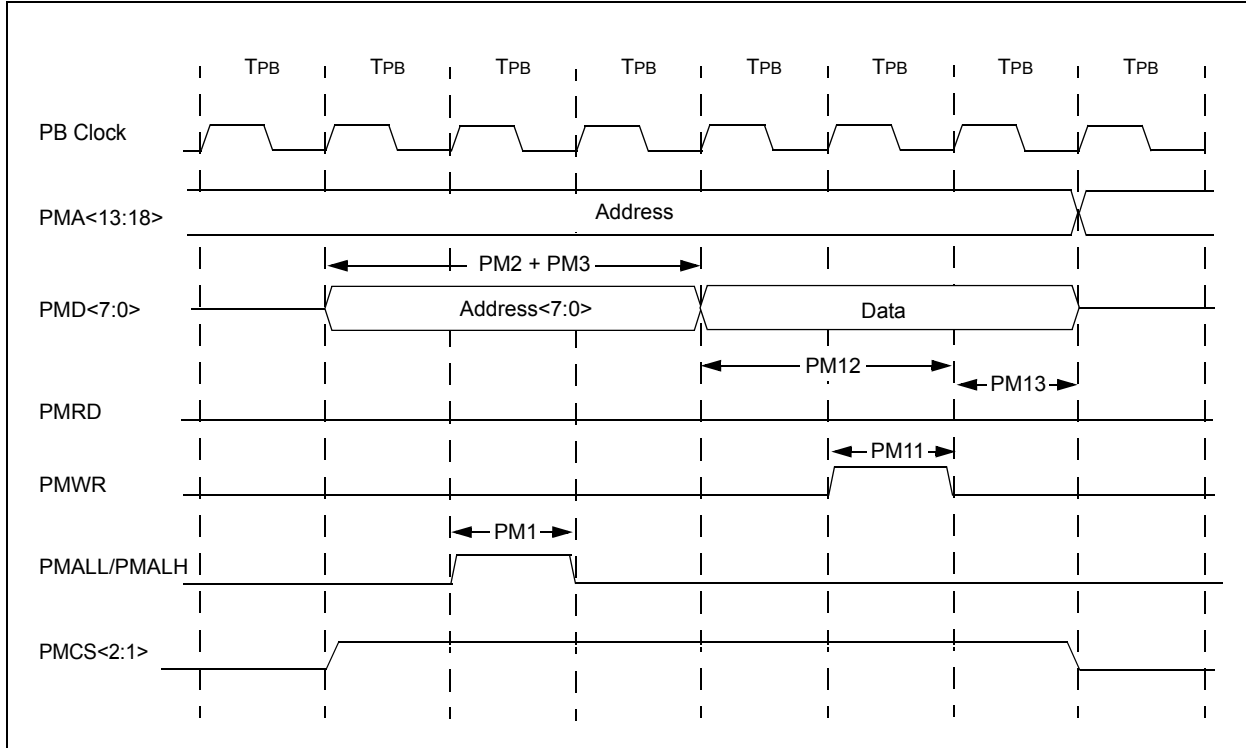 TPB TPB TPB TPB TPB TPB TPB TPB
PB Clock
PMA<13:18>
Address
PM2 + PM3
PMD<7:0>
Address<7:0>
Data
PM12
PM13
PMRD
PM11
PMWR
PM1
PMALL/PMALH
PMCS<2:1>